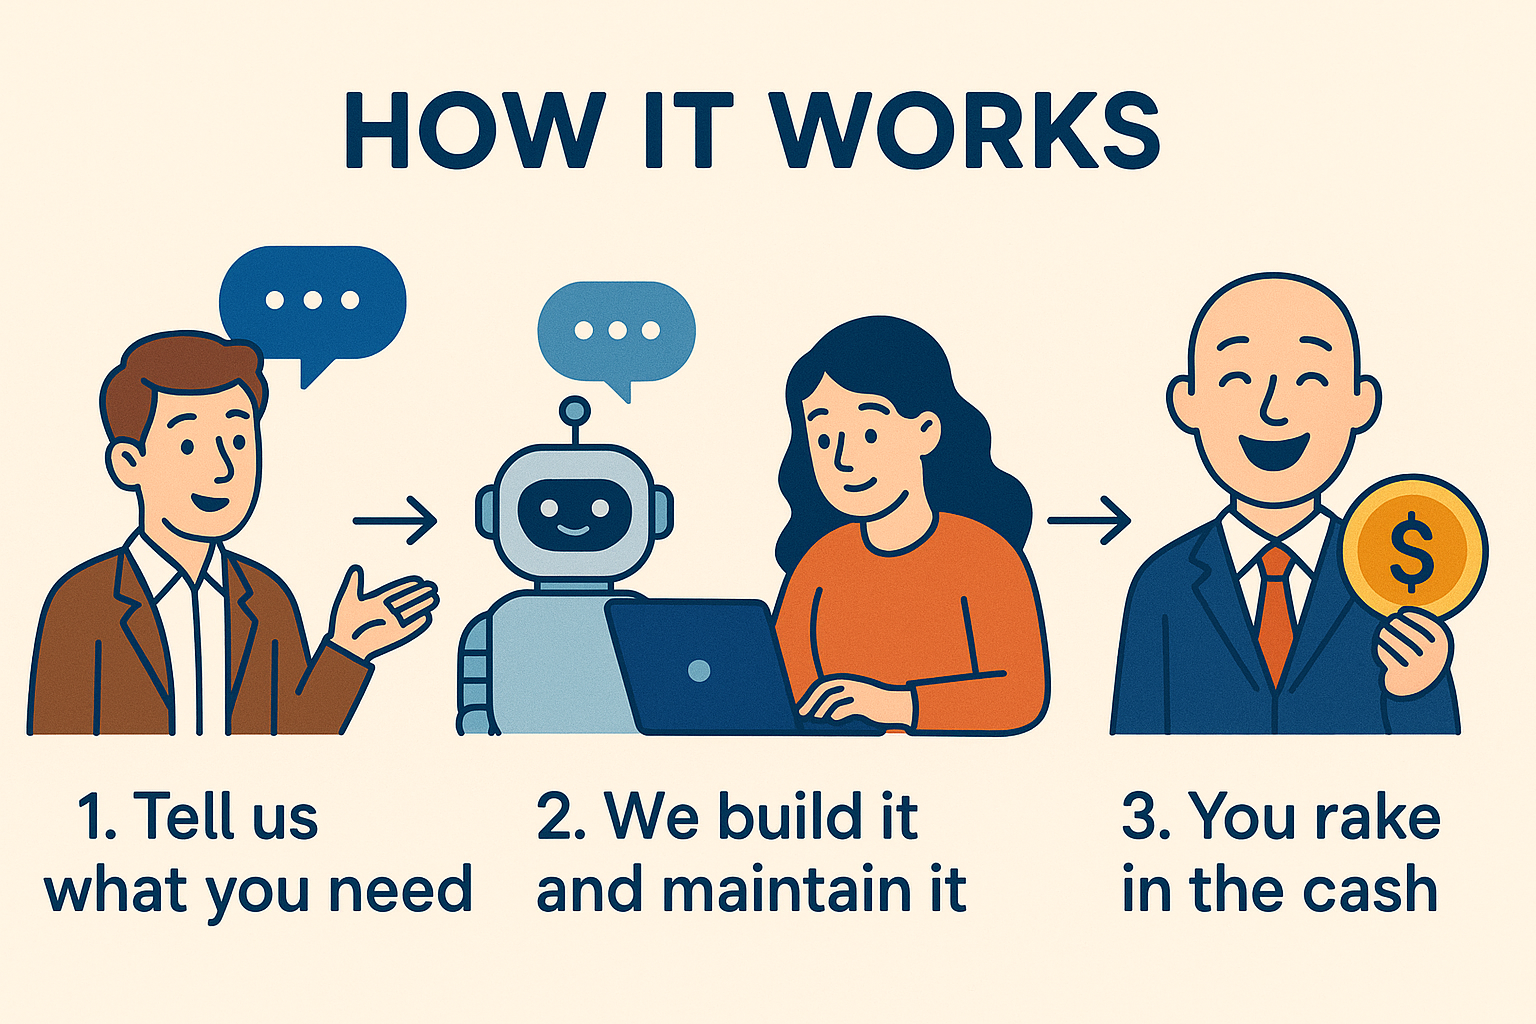 HOW IT WORKS
1. Tell us
what you need
2. We build it
and maintain it
3. You rake
in the cash
$